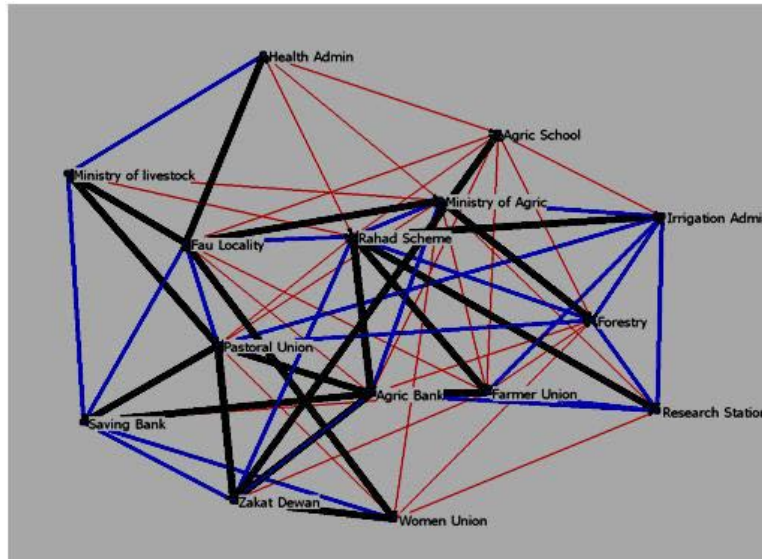 Health Admin
Agric School
Ministry of livestock
Ministry of Agric
Irrigation Admi
Rahad Scheme
Fau Locality
Forestry
Pastoral Union
Agric Bank
Farmer Union
Research Station
Saving Bank
Zakat Dewan
Women Union